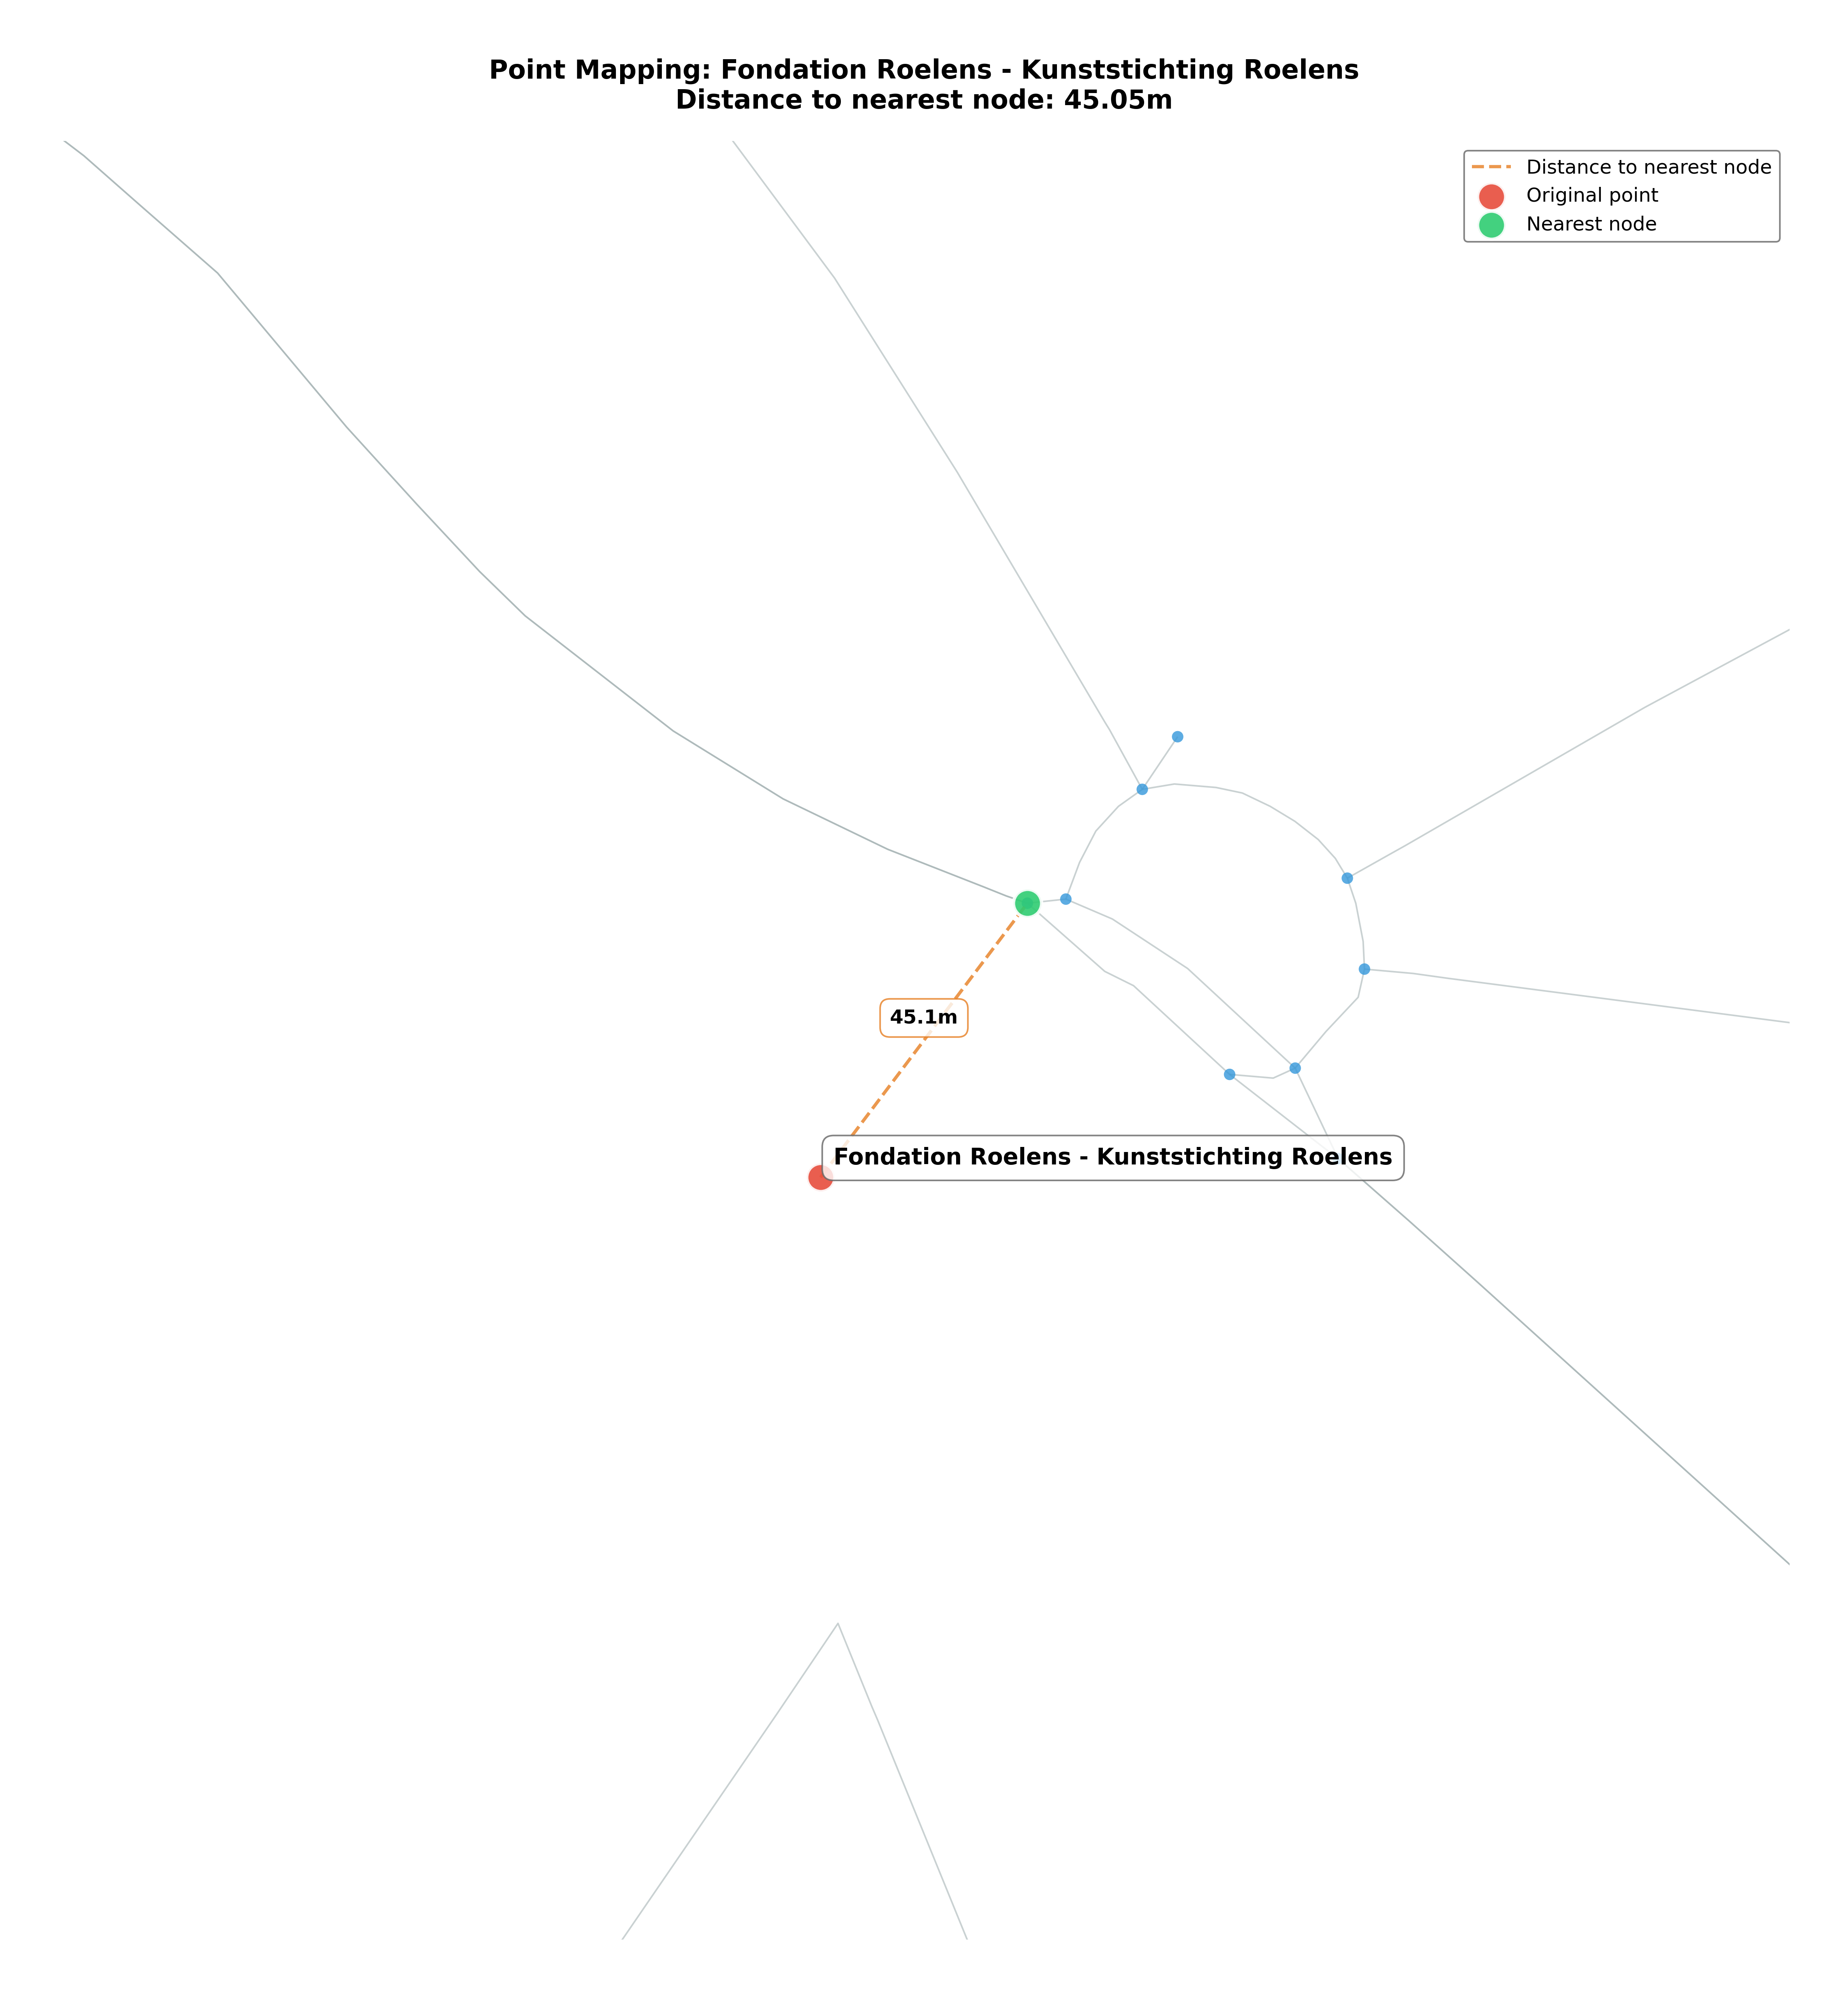 Point Mapping: Fondation Roelens - Kunststichting Roelens
Distance to nearest node: 45.05m
Distance to nearest node
Original point
Nearest node
45.1m
Fondation Roelens - Kunststichting Roelens